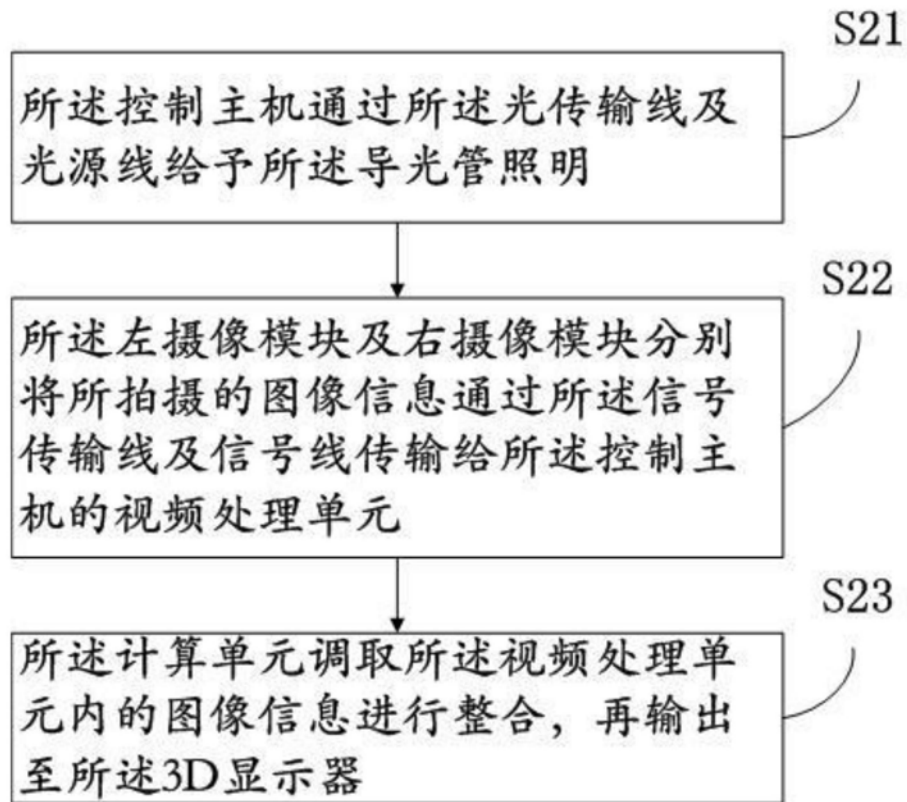 S21
所述控制主机通过所述光传输线及
光源线给予所述导光管照明
S22
所述左摄像模块及右摄像模块分别
将所拍摄的图像信息通过所述信号
传输线及信号线传输给所述控制主
机的视频处理单元
S23
所述计算单元调取所述视频处理单
元内的图像信息进行整合，再输出
至所述3D显示器